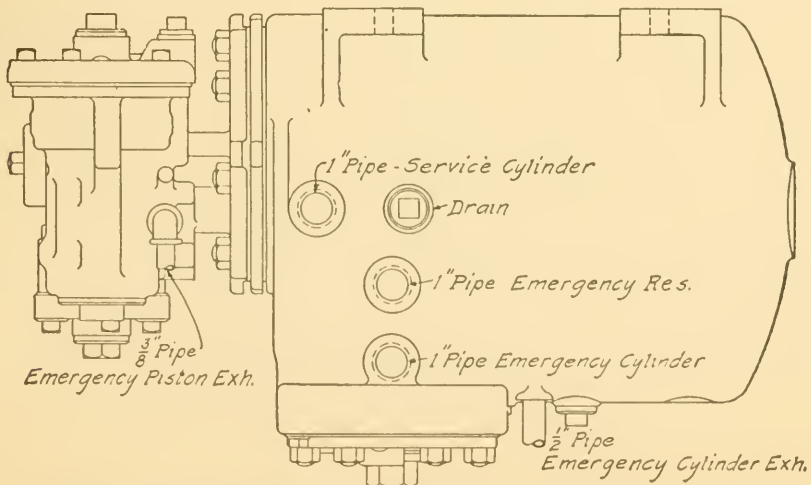 1" Pipe - Service Cylinder
Drain
1" Pipe Emergency Res.
3/8" Pipe
Emergency Piston Exh.
1" Pipe Emergency Cylinder
1/2" Pipe
Emergency Cylinder Exh.